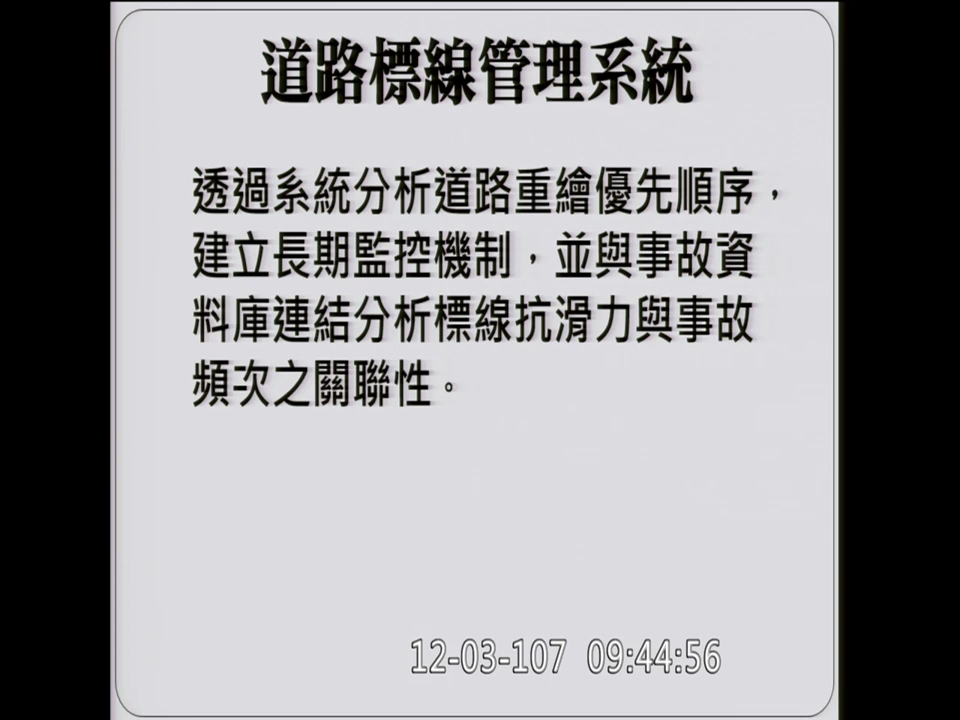 道路標線管理系統
透過系統分析道路重繪優先順序，
建立長期監控機制，並與事故資
料庫連結分析標線抗滑力與事故
頻次之關聯性。
12-03-107 09:44:56